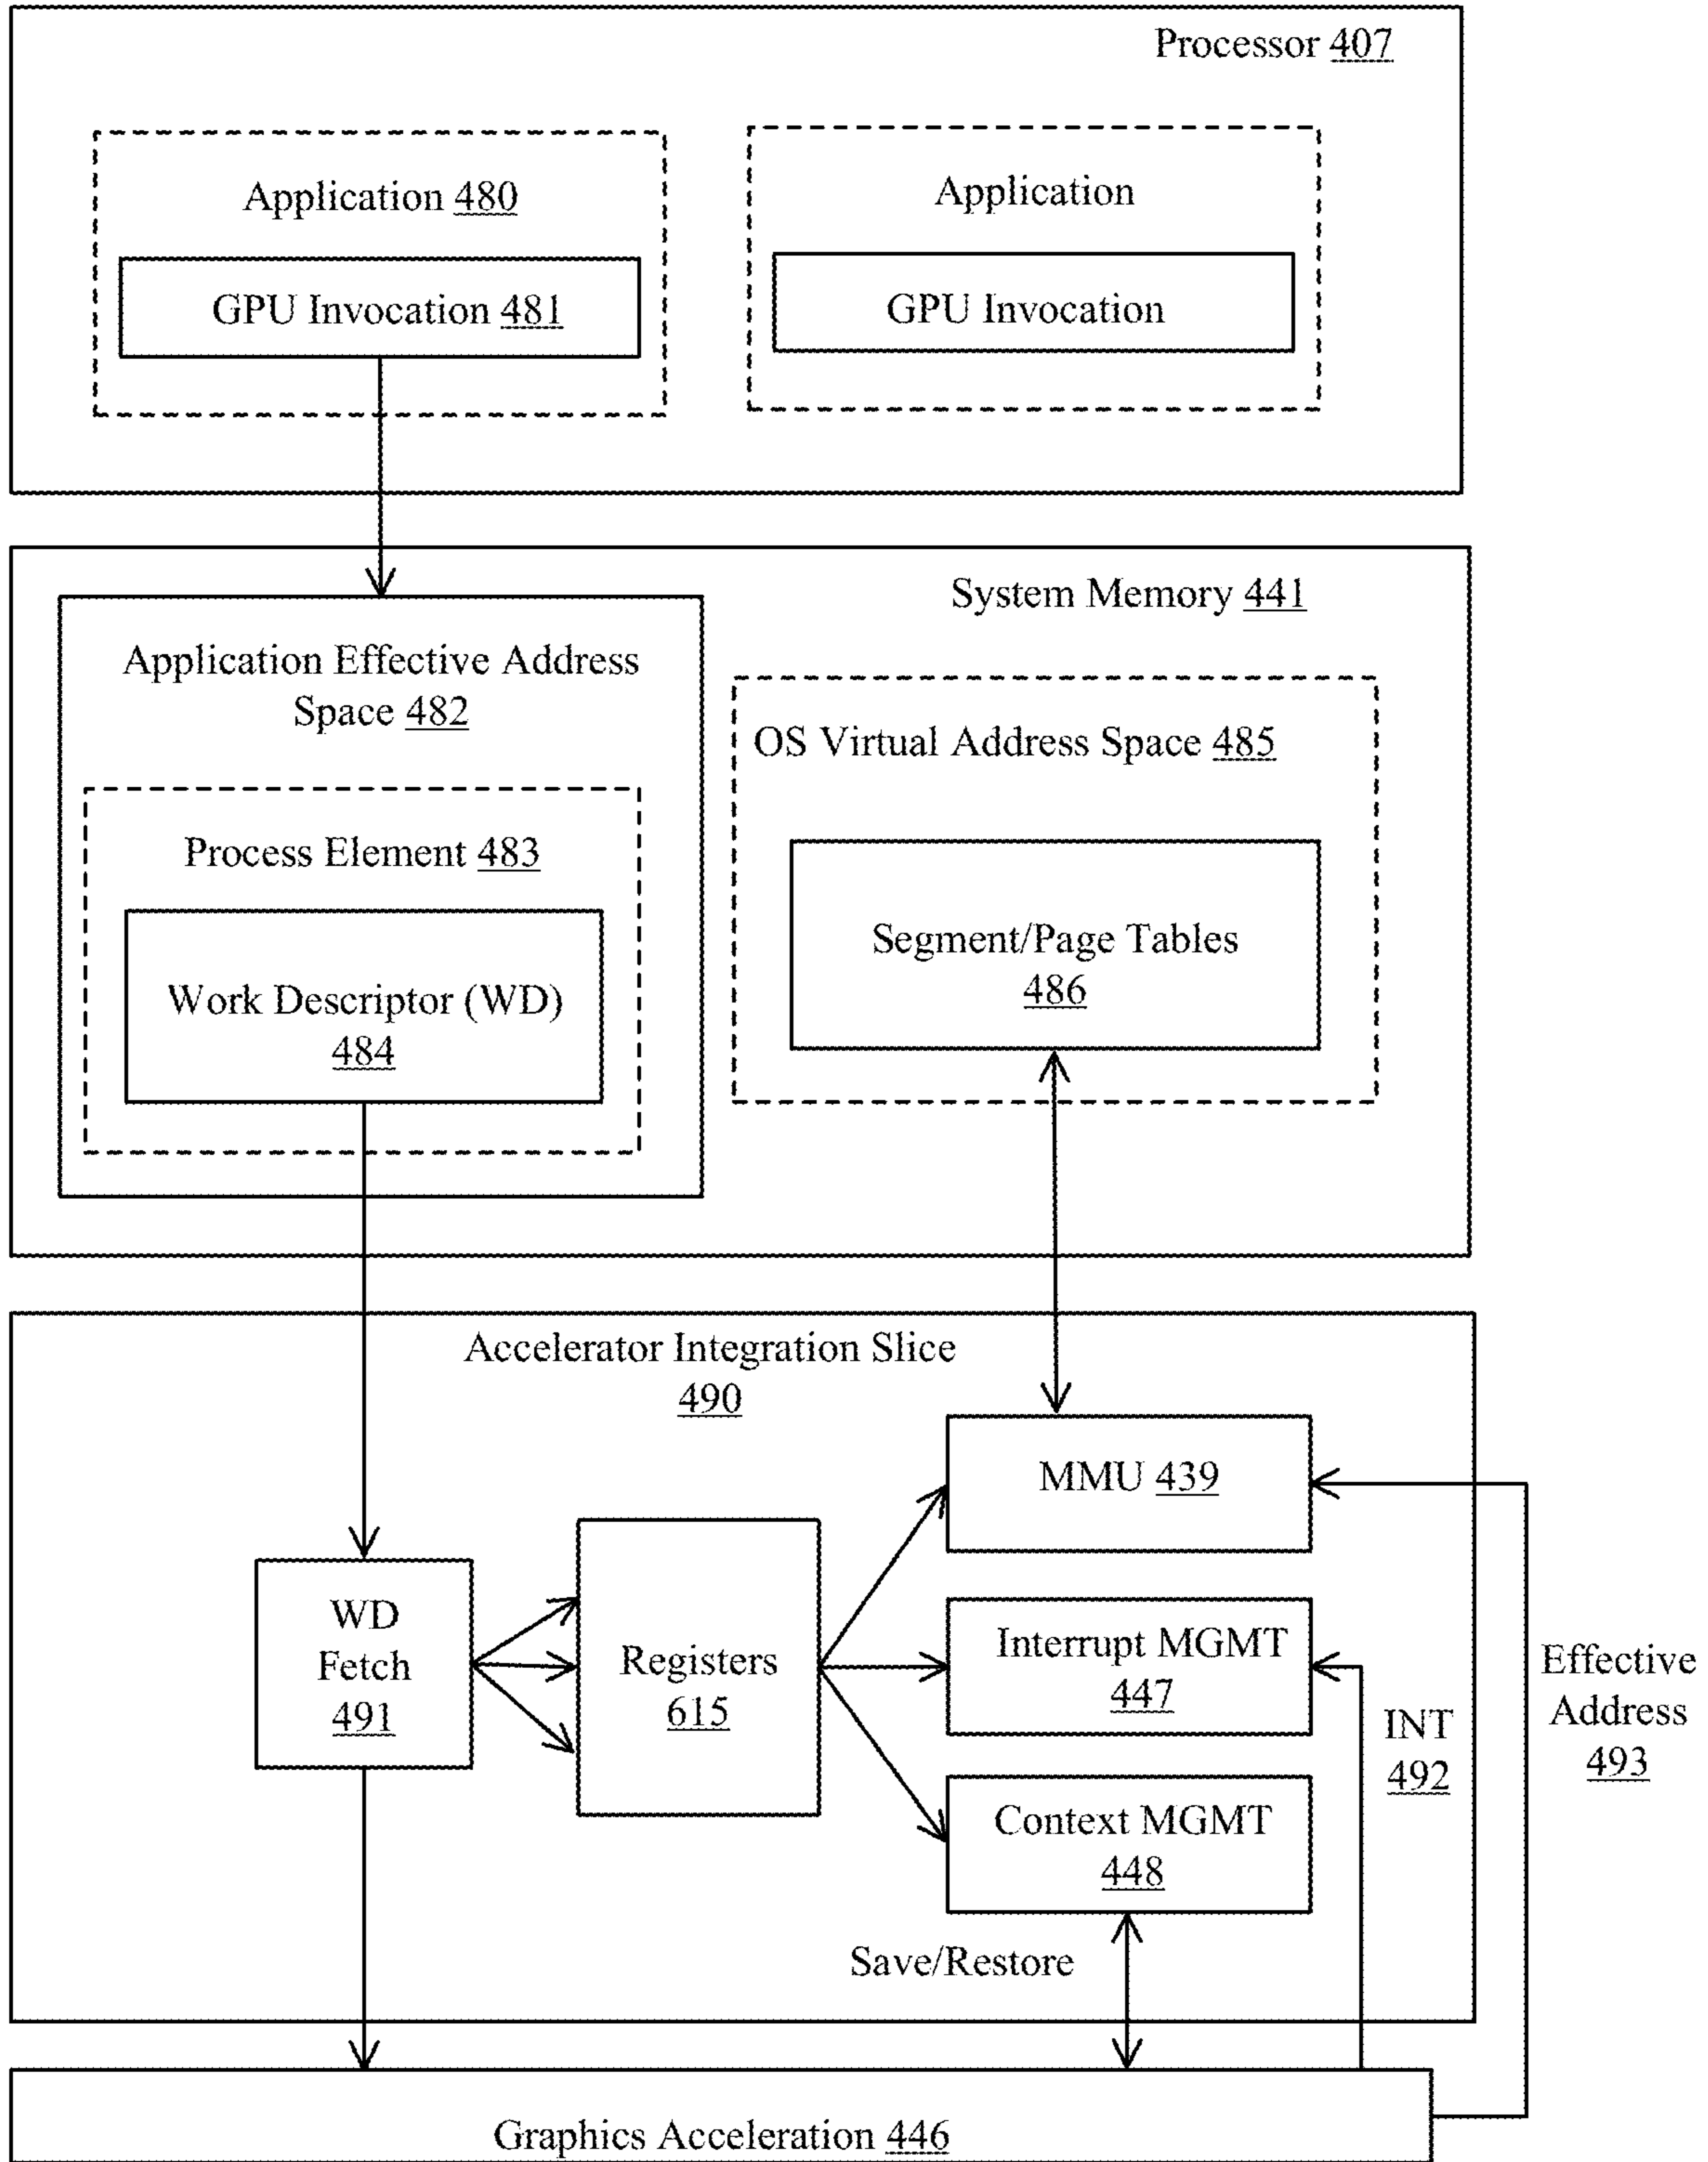 Processor 407
Application 480
Application
GPU Invocation 481
GPU Invocation
System Memory 441
Application Effective Address
Space 482
OS Virtual Address Space 485
Process Element 483
Segment/Page Tables
486
Work Descriptor (WD)
484
Accelerator Integration Slice
490
MMU 439
WD
Fetch
491
Registers
615
Interrupt MGMT
447
Effective
Address
493
INT
492
Context MGMT
448
Save/Restore
Graphics Acceleration 446